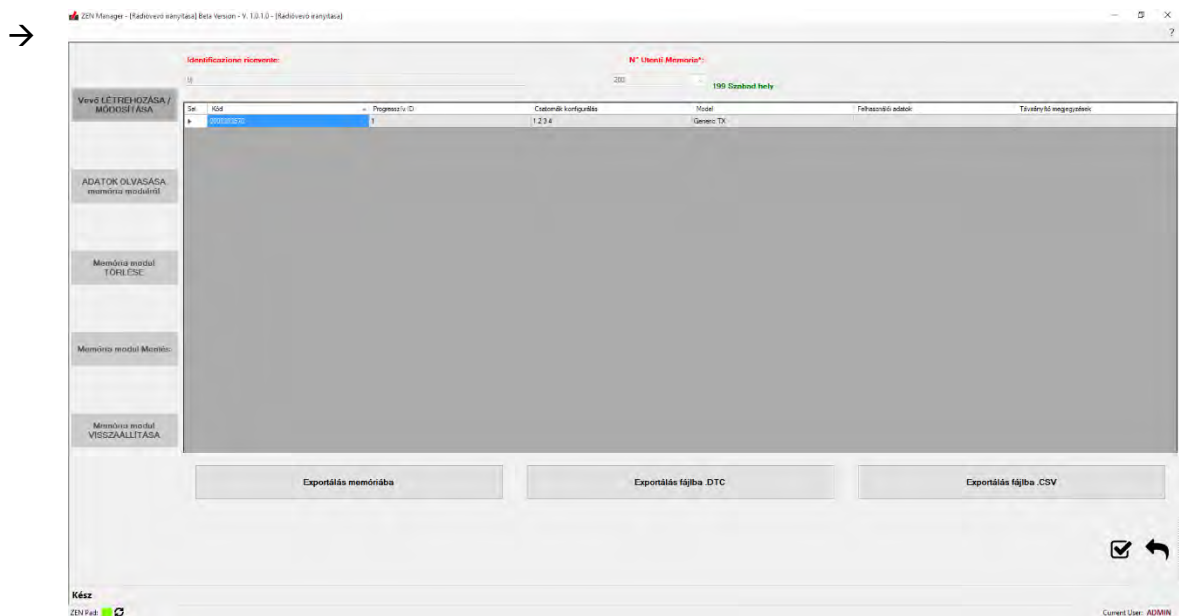 ZEN Manager - [Rádióvevő irányítása] Beta Version - V. 1.0.1.0 - [Rádióvevő irányítása]
?
Identificazione ricevente:
N° Utenti Memoria*:
200
199 Szabad hely
Vevő LÉTREHOZÁSA /
MÓDOSÍTÁSA
Sel Kód Progresszív ID Csatornák konfigurálás Model Felhasználói adatok Távirányító megjegyzések
1 1 2 3 4 Generic TX
ADATOK OLVASÁSA
memória modulról
Memória modul
TÖRLÉSE
Memória modul Mentés
Memória modul
VISSZAÁLLÍTÁSA
Exportálás memóriába Exportálás fájlba .DTC Exportálás fájlba .CSV
Kész
ZEN Pad: Current User: ADMIN